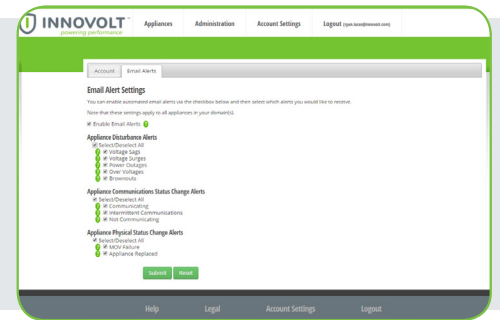 INNOVOLT
powering performance
Appliances Administration Account Settings Logout
Account Email Alerts
Email Alert Settings
You can enable automated email alerts via the checkbox below and then select which alerts you would like to receive.
Note that these settings apply to all appliances in your domain(s).
Enable Email Alerts ?
Appliance Disturbance Alerts
Select/Deselect All
? Voltage Sags
? Voltage Surges
? Power Outages
? Over Voltages
? Brownouts
Appliance Communications Status Change Alerts
Select/Deselect All
? Communicating
? Intermittent Communications
? Not Communicating
Appliance Physical Status Change Alerts
Select/Deselect All
? MOV Failure
? Appliance Replaced
Submit Reset
Help Legal Account Settings Logout